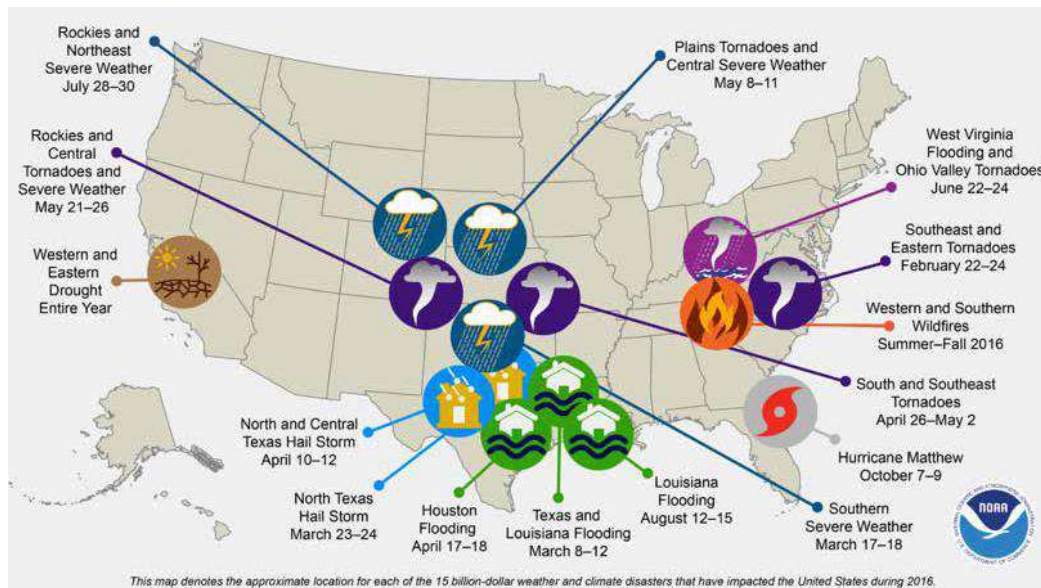 Rockies and
Northeast
Severe Weather
July 28–30
Plains Tornadoes and
Central Severe Weather
May 8–11
Rockies and
Central
Tornadoes and
Severe Weather
May 21–26
West Virginia
Flooding and
Ohio Valley Tornadoes
June 22–24
Southeast and
Eastern Tornadoes
February 22–24
Western and
Eastern
Drought
Entire Year
Western and Southern
Wildfires
Summer–Fall 2016
South and Southeast
Tornadoes
April 26–May 2
North and Central
Texas Hail Storm
April 10–12
Hurricane Matthew
October 7–9
North Texas
Hail Storm
March 23–24
Houston
Flooding
April 17–18
Texas and
Louisiana Flooding
March 8–12
Louisiana
Flooding
August 12–15
Southern
Severe Weather
March 17–18
NOAA
This map denotes the approximate location for each of the 15 billion-dollar weather and climate disasters that have impacted the United States during 2016.